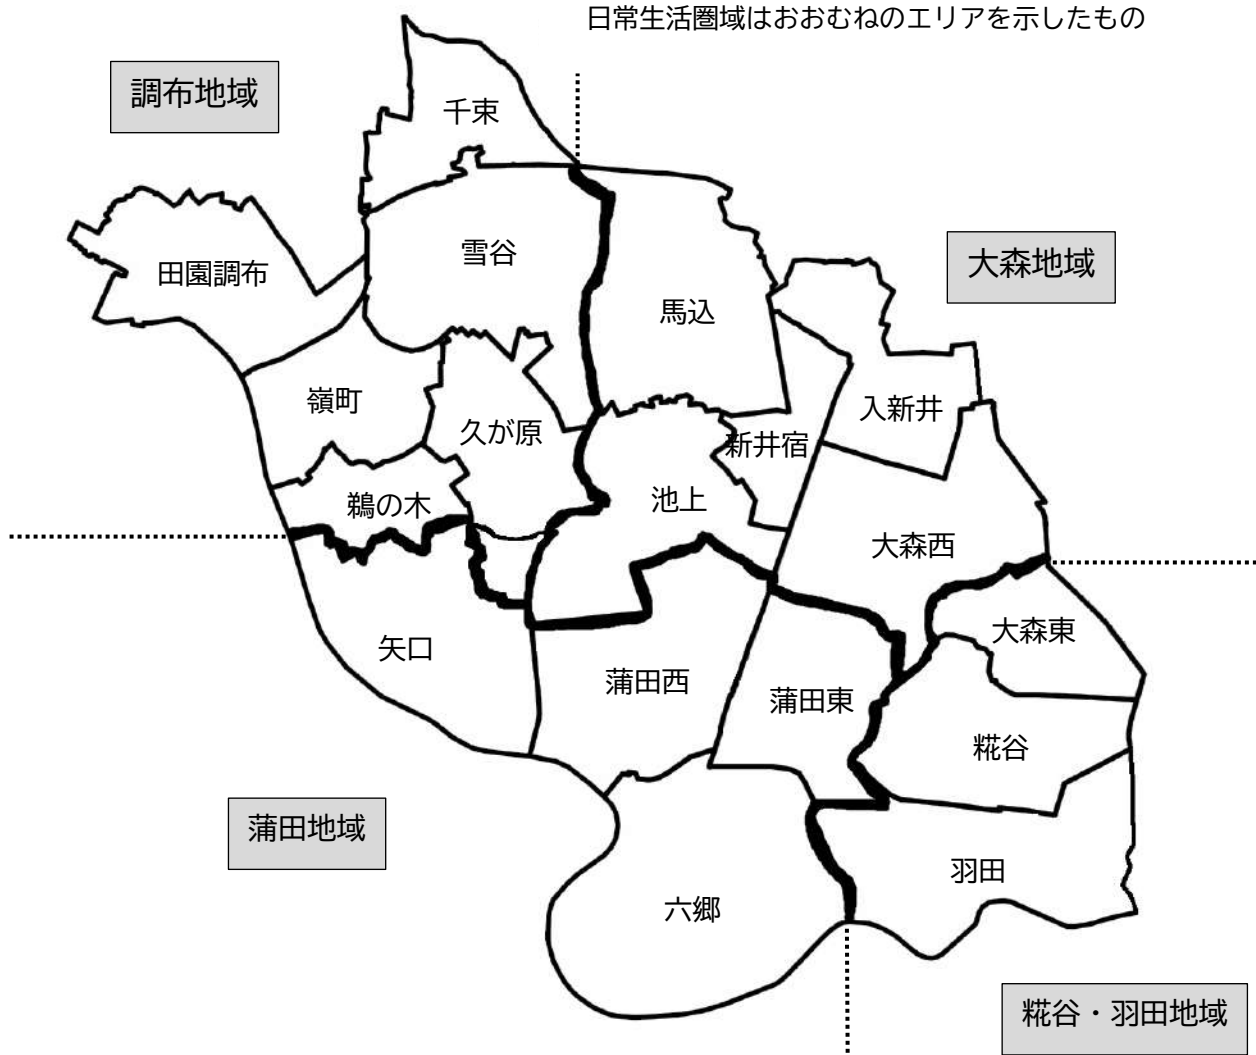 日常生活圏域はおおむねのエリアを示したもの
調布地域
千束
雪谷
田園調布
大森地域
馬込
嶺町
入新井
久が原
新井宿
鵜の木
池上
大森西
大森東
矢口
蒲田西
蒲田東
糀谷
蒲田地域
羽田
六郷
糀谷・羽田地域